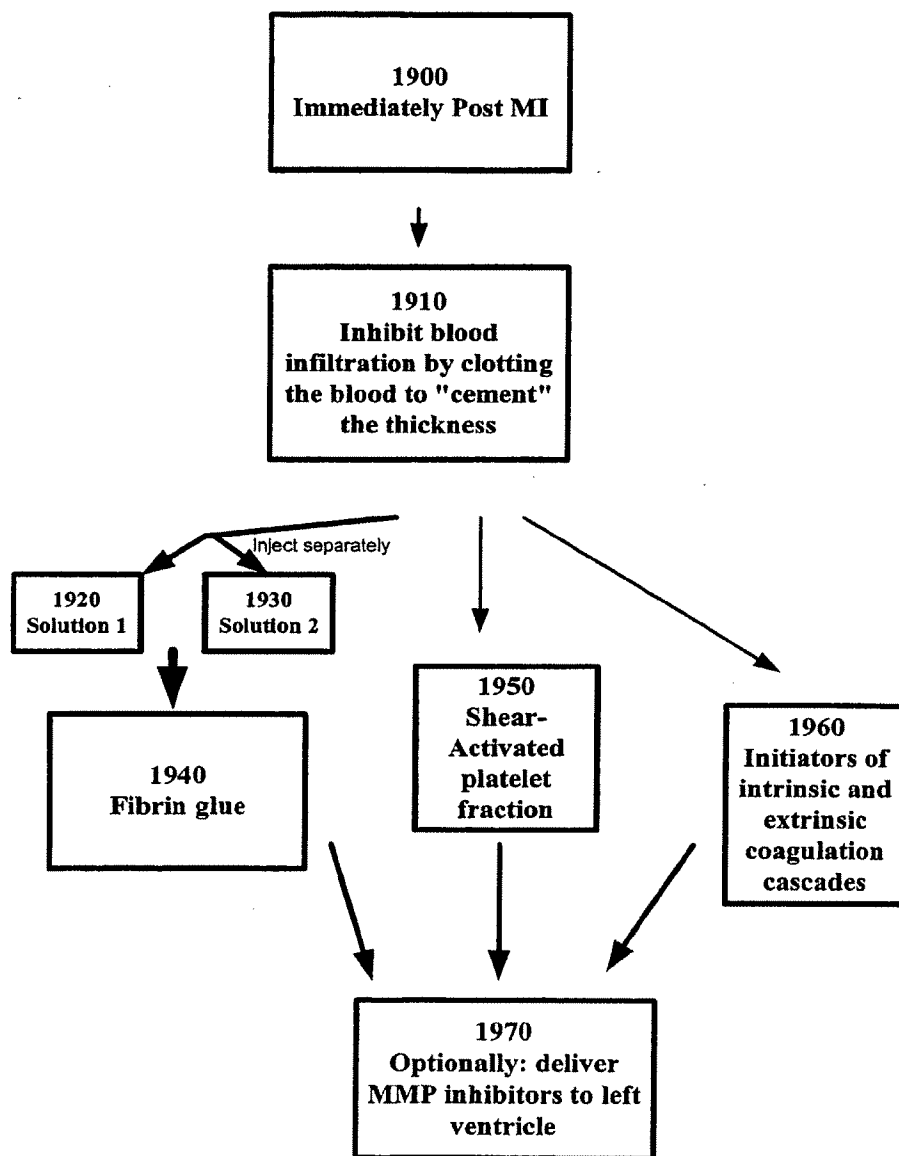 1900
Immediately Post MI
1910
Inhibit blood
infiltration by clotting
the blood to "cement"
the thickness
Inject separately
1920
Solution 1
1930
Solution 2
1940
Fibrin glue
1950
Shear-
Activated
platelet
fraction
1960
Initiators of
intrinsic and
extrinsic
coagulation
cascades
1970
Optionally: deliver
MMP inhibitors to left
ventricle